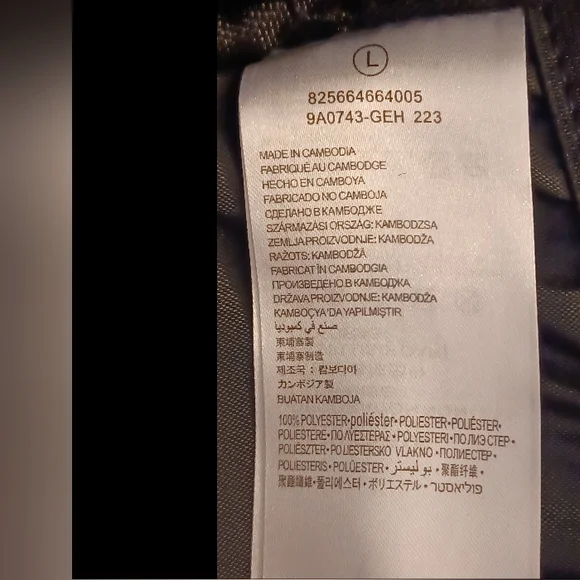 L
825664664005
9A0743-GEH 223
MADE IN CAMBODIA
FABRIQUÉ AU CAMBODGE
HECHO EN CAMBOYA
FABRICADO NO CAMBOJA
СДЕЛАНО В КАМБОДЖЕ
SZÁRMAZÁSI ORSZÁG: KAMBODZSA
ZEMLJA PROIZVODNJE: KAMBODŽA
RAŽOTS: KAMBODŽĀ
FABRICAT ÎN CAMBODGIA
ПРОИЗВЕДЕНО В КАМБОДЖА
DRŽAVA PROIZVODNJE: KAMBODŽA
KAMBOÇYA'DA YAPILMIŞTIR
صنع في كمبوديا
柬埔寨製
柬埔寨制造
제조국 : 캄보디아
カンボジア製
BUATAN KAMBOJA
100% POLYESTER•poliéster•POLIESTER•POLIÉSTER•
POLIESTERE•ΠΟΛΥΕΣΤΕΡΑΣ•POLYESTERI•ПОЛИЭСТЕР•
POLIÉSZTER•POLIESTERSKO VLAKNO•ПОЛИЕСТЕР•
POLIESTERIS•POLÜESTER•بوليستر•聚酯纤维•
聚酯纖維•폴리에스터•ポリエステル•פוליאסטר